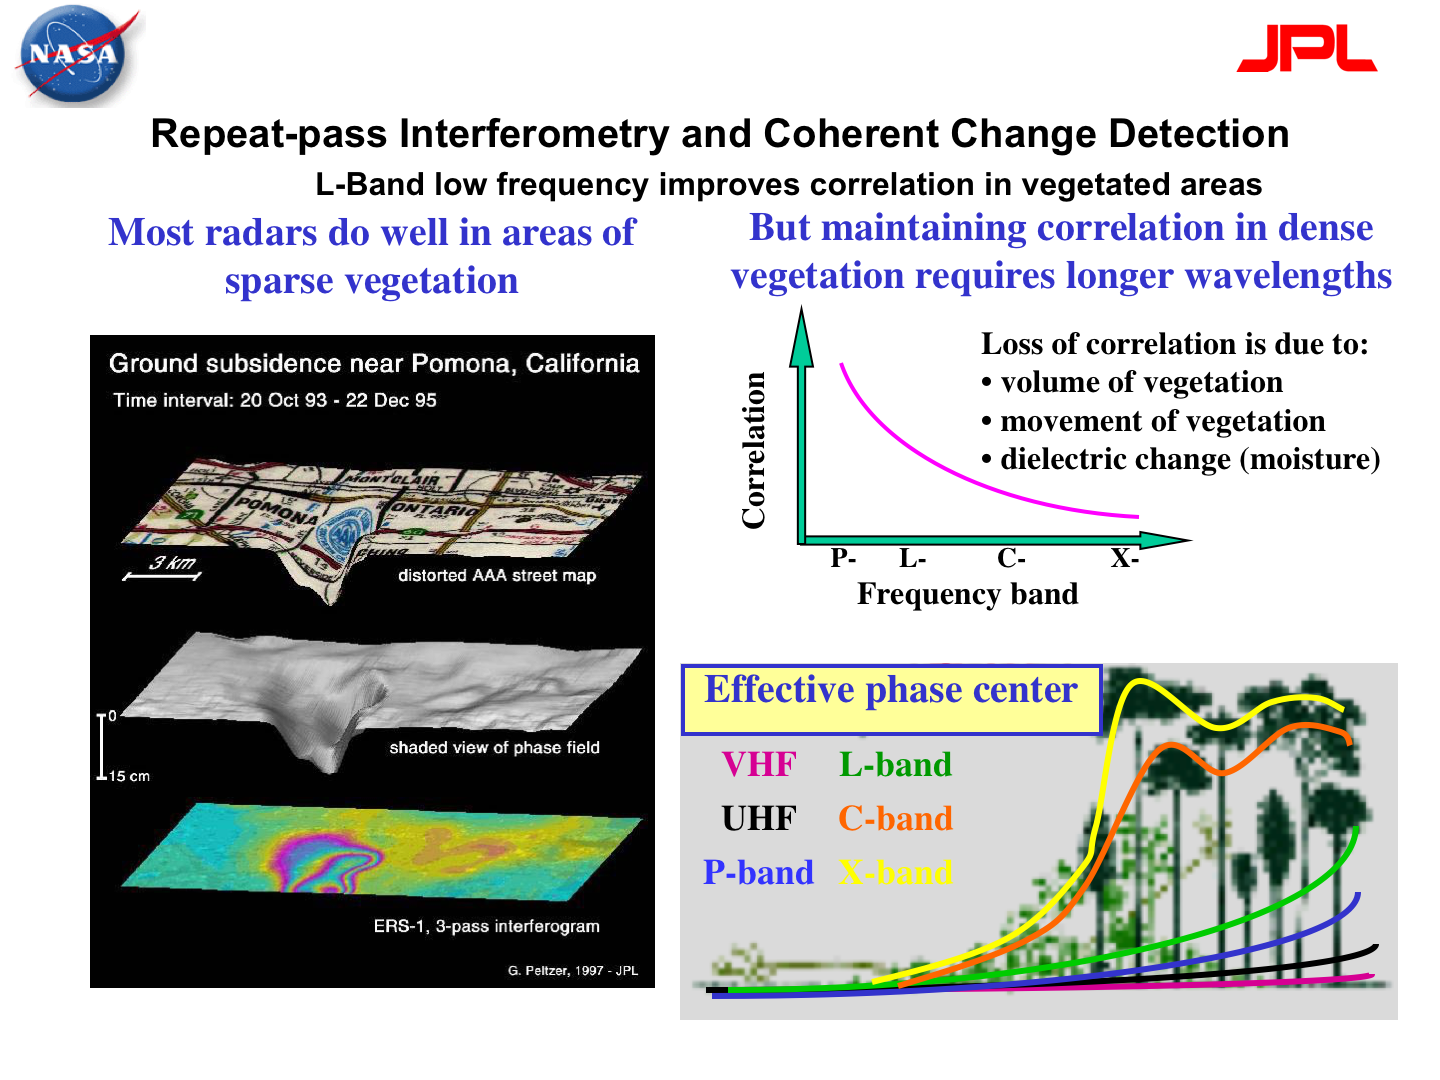 NASA
JPL
Repeat-pass Interferometry and Coherent Change Detection
L-Band low frequency improves correlation in vegetated areas
Most radars do well in areas of
sparse vegetation
But maintaining correlation in dense
vegetation requires longer wavelengths
Ground subsidence near Pomona, California
Time interval: 20 Oct 93 - 22 Dec 95
MONTCLAIR
POMONA
ONTARIO
3 km
distorted AAA street map
0
15 cm
shaded view of phase field
ERS-1, 3-pass interferogram
G. Peltzer, 1997 - JPL
Correlation
Loss of correlation is due to:
• volume of vegetation
• movement of vegetation
• dielectric change (moisture)
P- L- C- X-
Frequency band
Effective phase center
VHF L-band
UHF C-band
P-band X-band